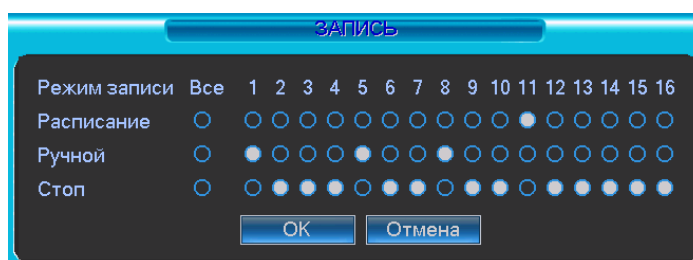 ЗАПИСЬ
Режим записи Все 1 2 3 4 5 6 7 8 9 10 11 12 13 14 15 16
Расписание
Ручной
Стоп
OK Отмена